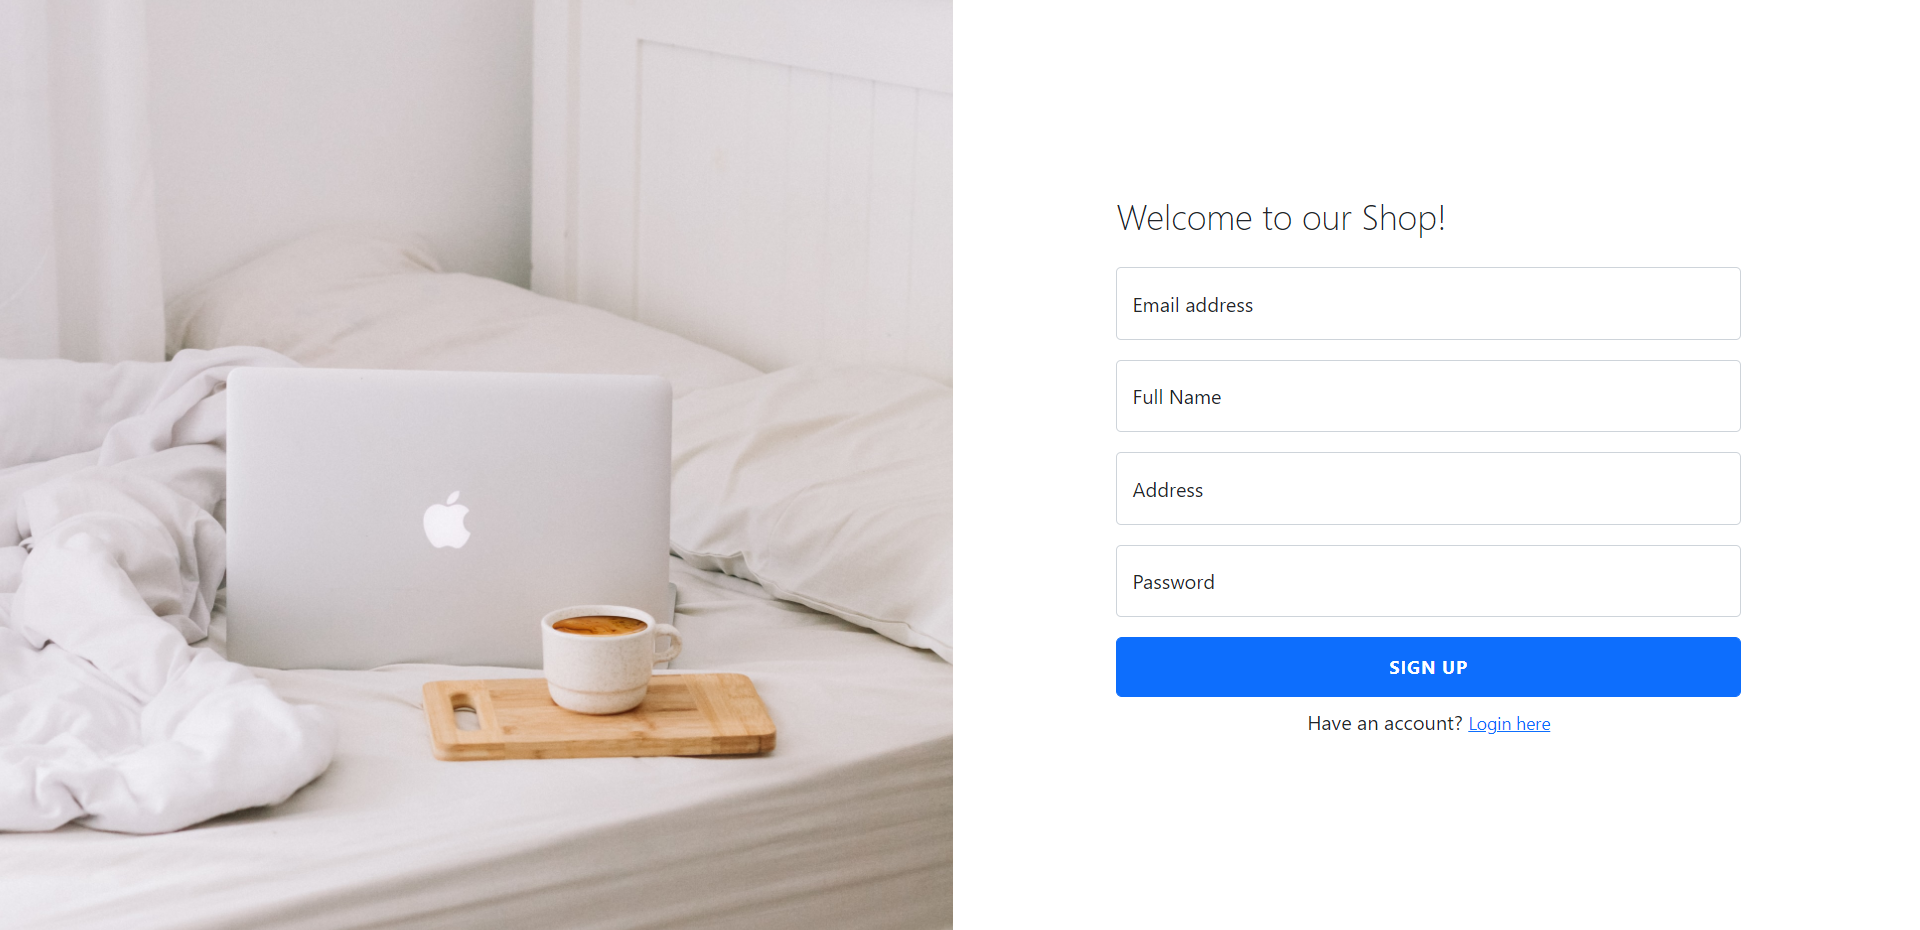 Welcome to our Shop!
Email address
Full Name
Address
Password
SIGN UP
Have an account? Login here